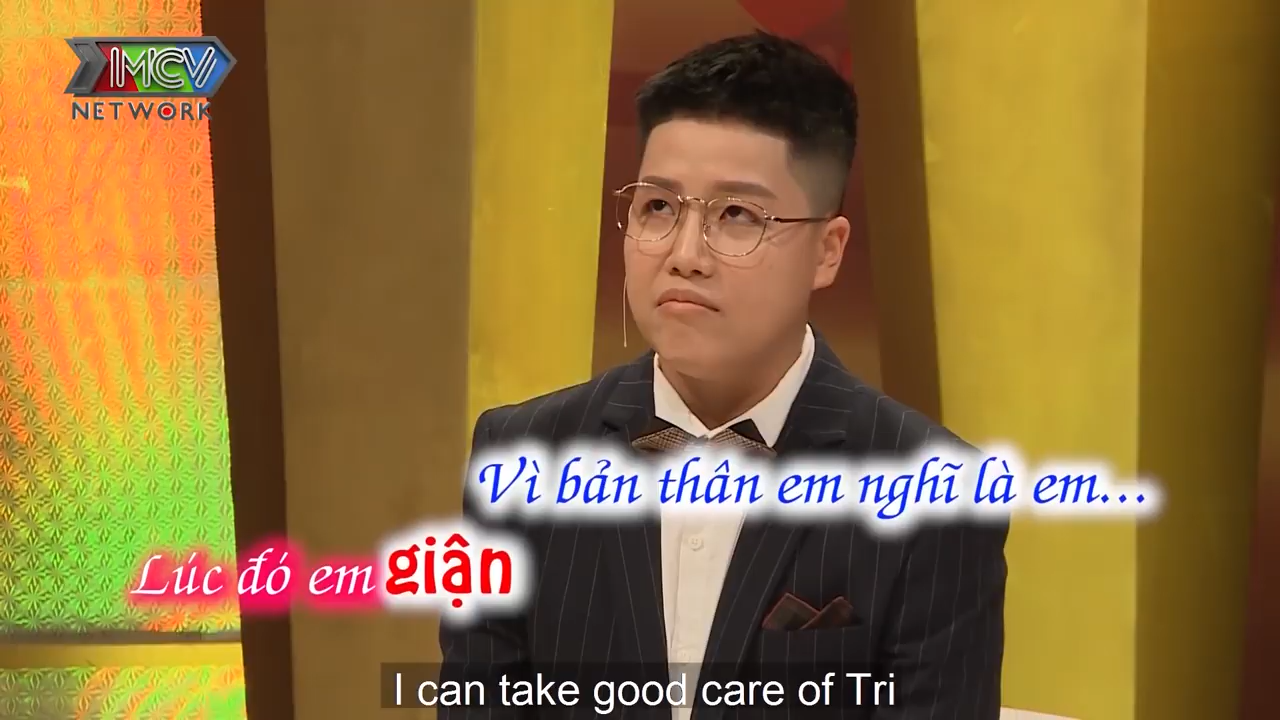 MCV
NETWORK
Vì bản thân em nghĩ là em...
Lúc đó em giận
I can take good care of Tri